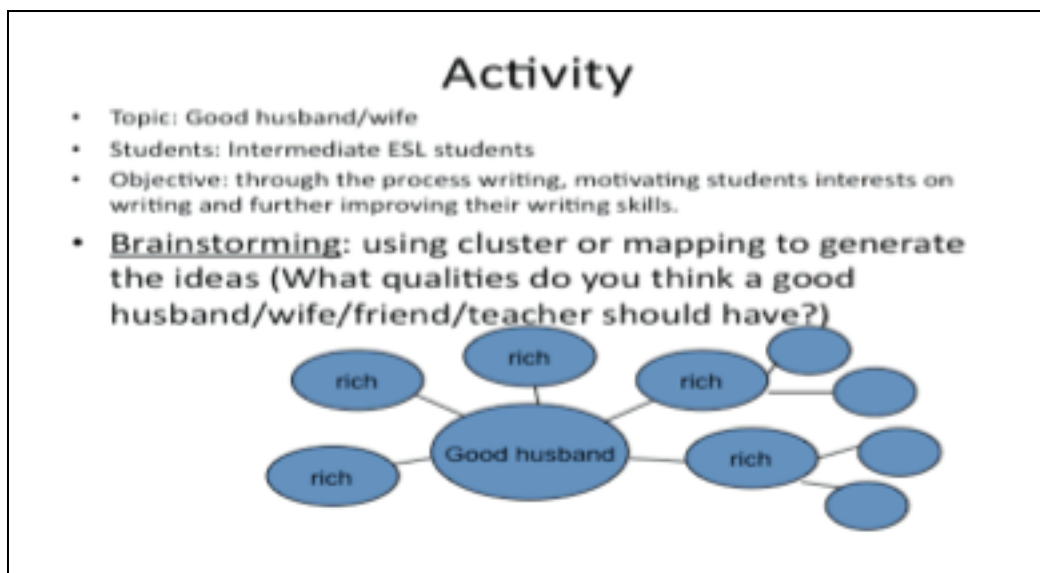 Activity
• Topic: Good husband/wife
• Students: Intermediate ESL students
• Objective: through the process writing, motivating students interests on
writing and further improving their writing skills.
• Brainstorming: using cluster or mapping to generate
the ideas (What qualities do you think a good
husband/wife/friend/teacher should have?)
rich
rich
rich
Good husband
rich
rich